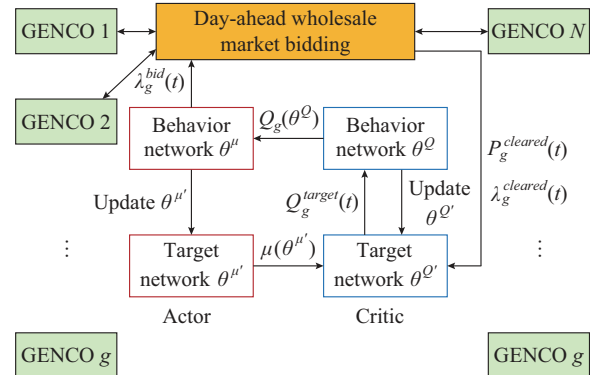 GENCO 1
Day-ahead wholesale
market bidding
GENCO N
λ_g^{bid}(t)
GENCO 2
Behavior
network θ^μ
Q_g(θ^Q)
Behavior
network θ^Q
P_g^{cleared}(t)
λ_g^{cleared}(t)
Update θ^{μ'}
Q_g^{target}(t)
Update
θ^{Q'}
⋮
⋮
Target
network θ^{μ'}
μ(θ^{μ'})
Target
network θ^{Q'}
Actor
Critic
GENCO g
GENCO g